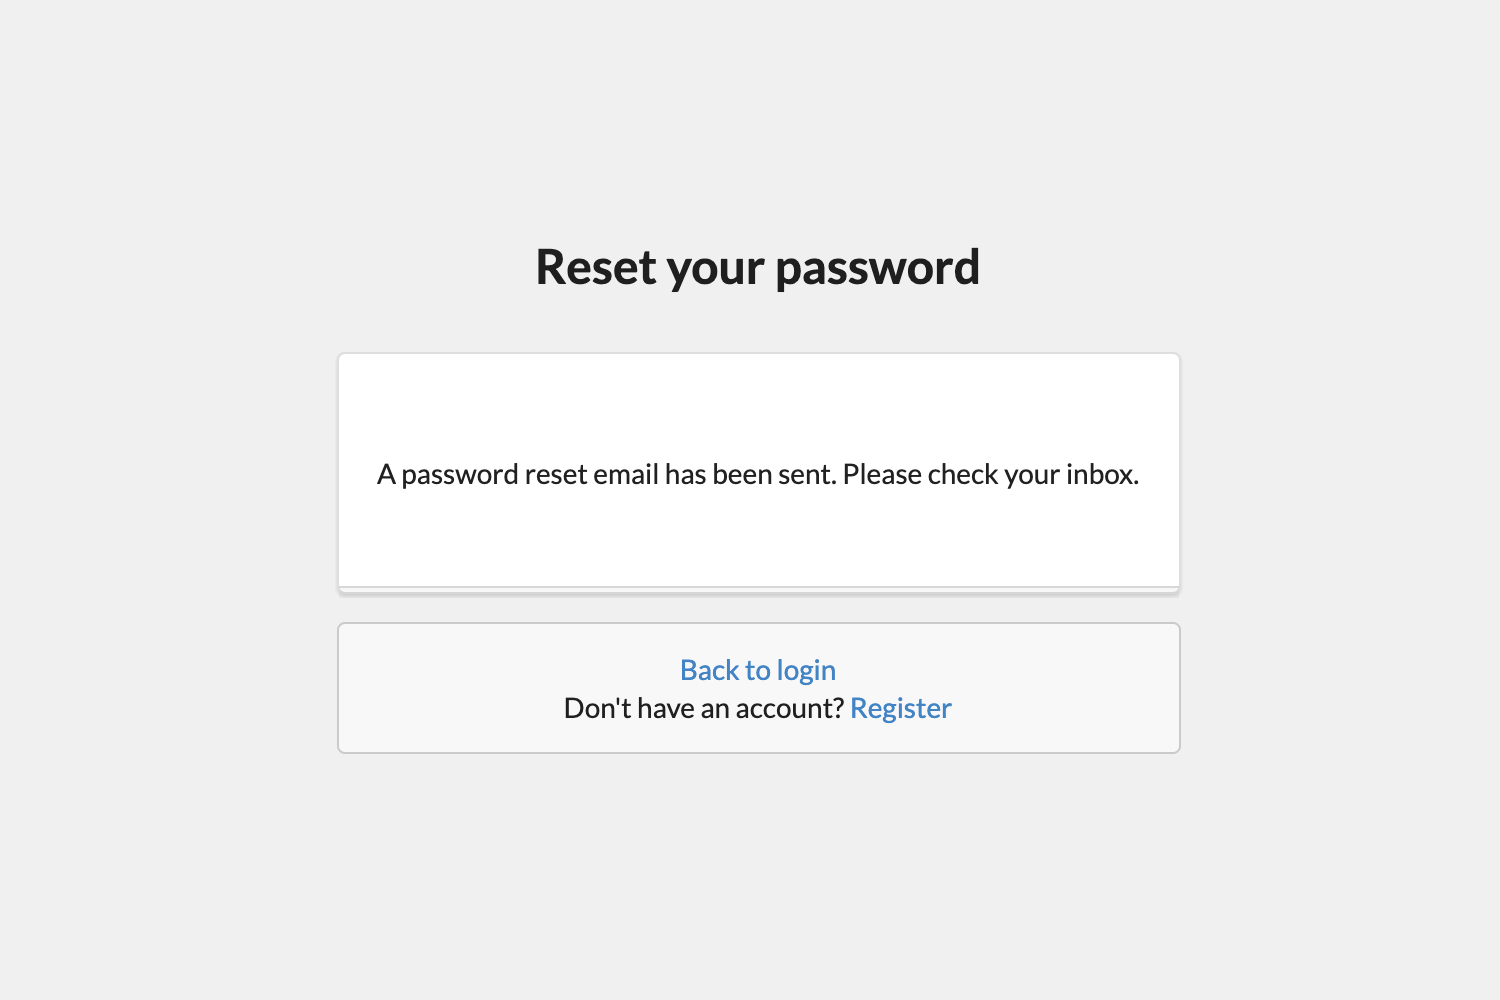 Reset your password
A password reset email has been sent. Please check your inbox.
Back to login
Don't have an account? Register